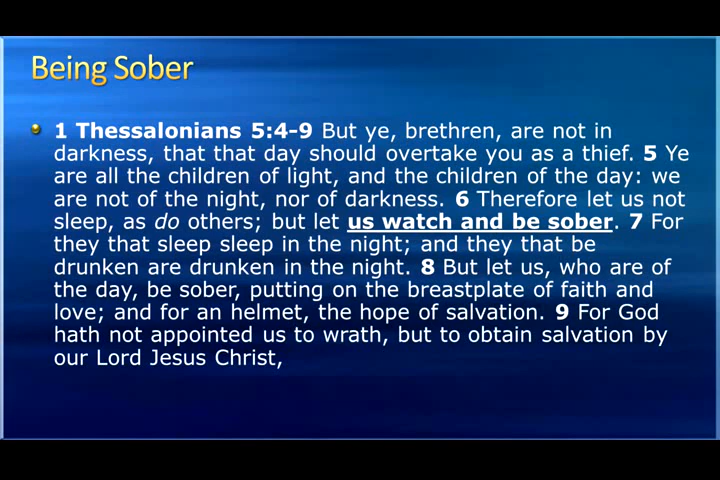 Being Sober
1 Thessalonians 5:4-9 But ye, brethren, are not in
darkness, that that day should overtake you as a thief. 5 Ye
are all the children of light, and the children of the day: we
are not of the night, nor of darkness. 6 Therefore let us not
sleep, as do others; but let us watch and be sober. 7 For
they that sleep sleep in the night; and they that be
drunken are drunken in the night. 8 But let us, who are of
the day, be sober, putting on the breastplate of faith and
love; and for an helmet, the hope of salvation. 9 For God
hath not appointed us to wrath, but to obtain salvation by
our Lord Jesus Christ,